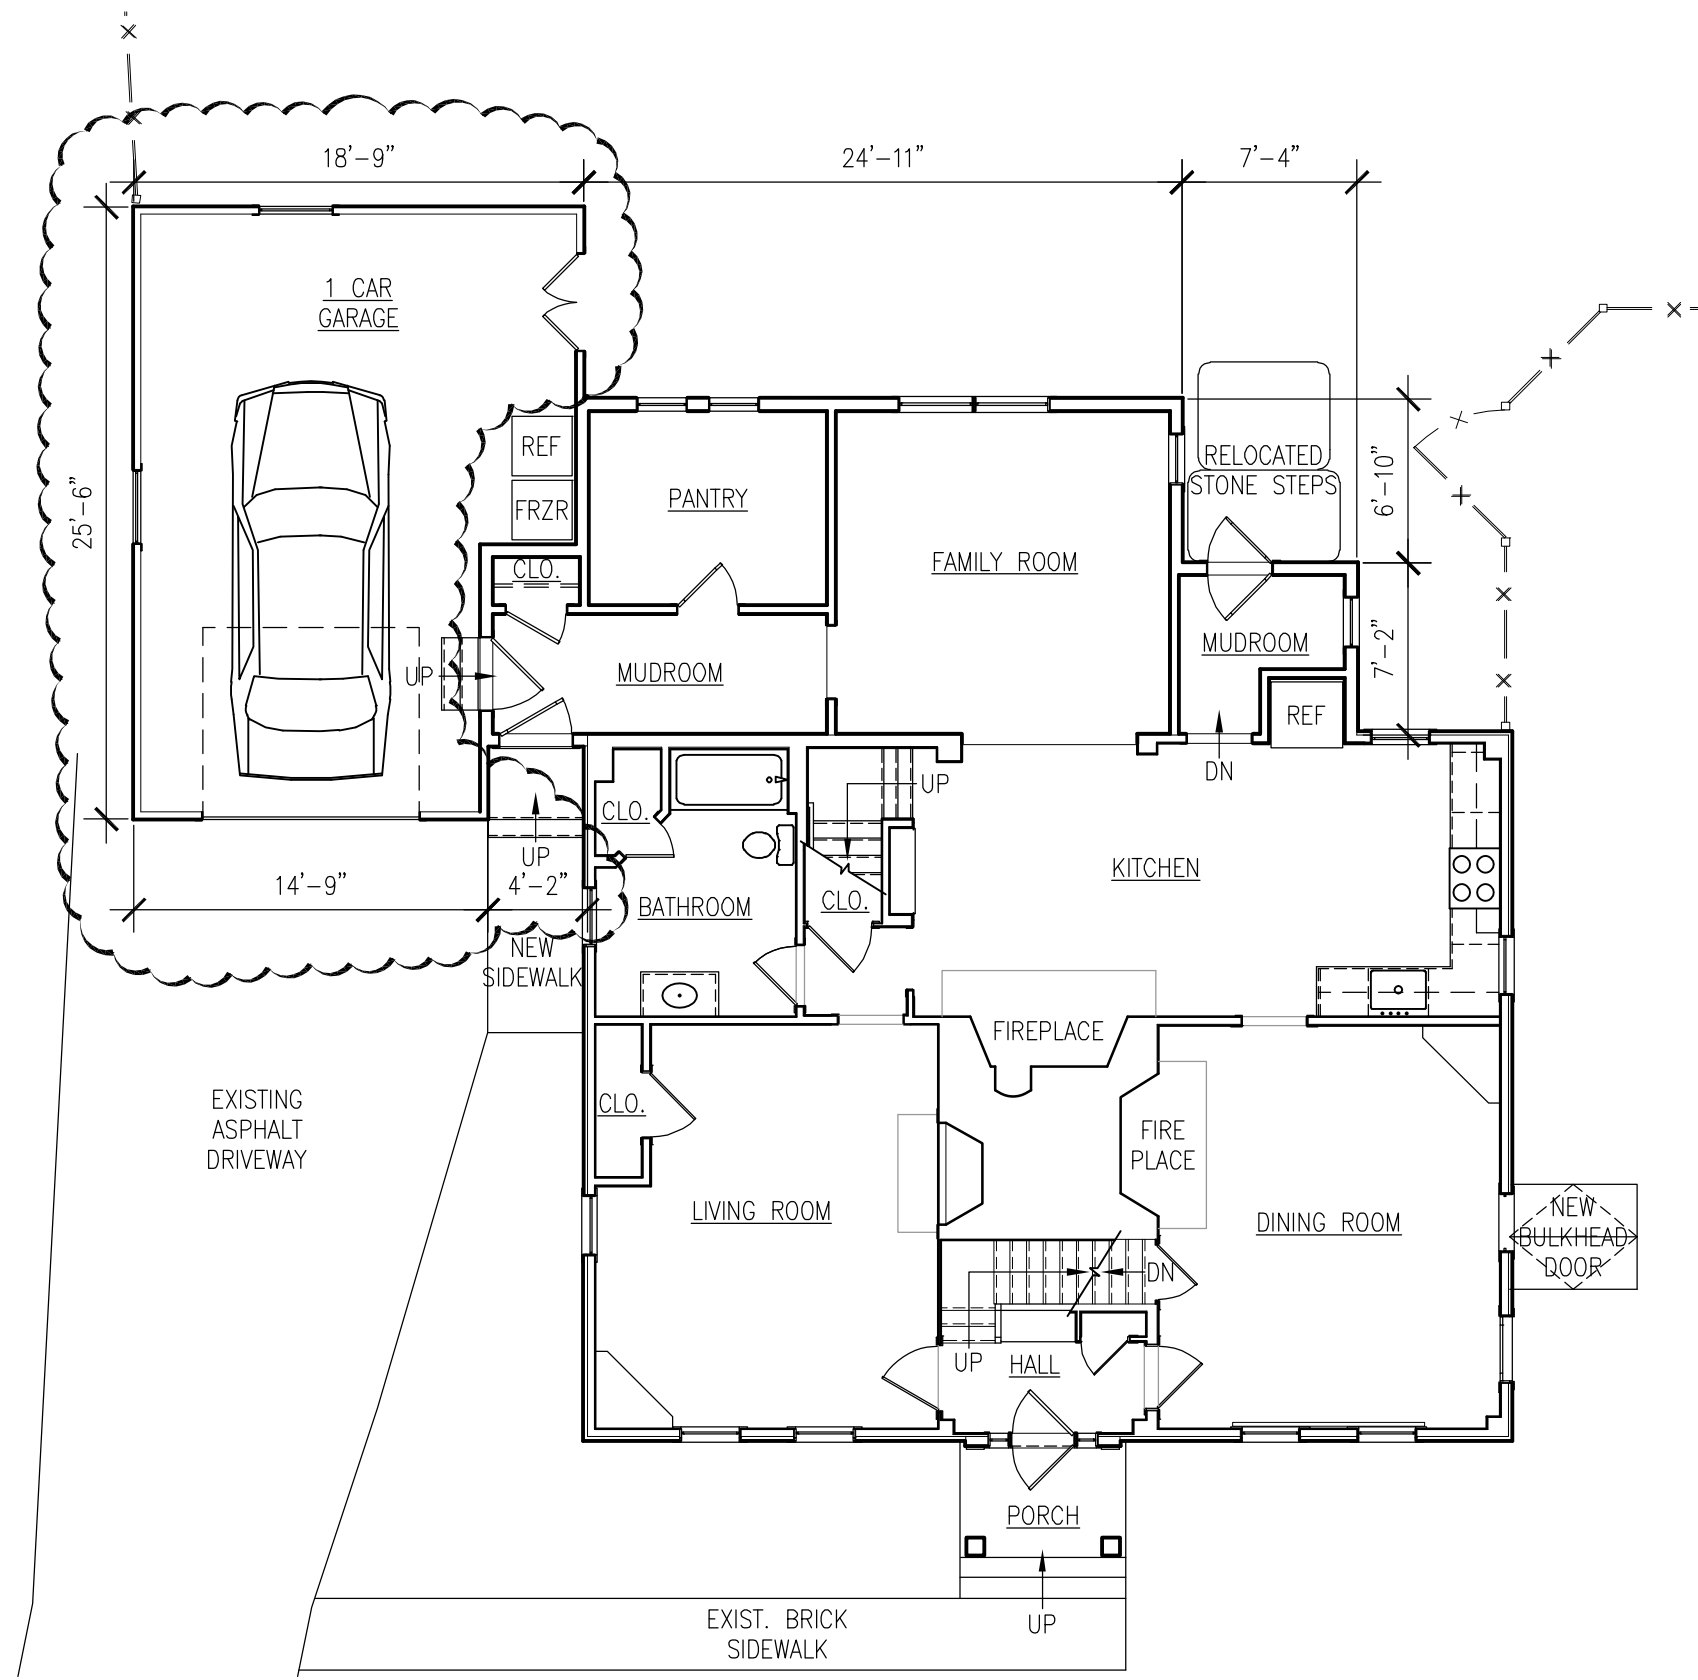 18'-9"
24'-11"
7'-4"
1 CAR
GARAGE
25'-6"
REF
FRZR
CLO.
PANTRY
FAMILY ROOM
RELOCATED
STONE STEPS
6'-10"
7'-2"
MUDROOM
UP
MUDROOM
REF
DN
UP
CLO.
UP
14'-9"
4'-2"
BATHROOM
CLO.
KITCHEN
NEW
SIDEWALK
FIREPLACE
EXISTING
ASPHALT
DRIVEWAY
CLO.
FIRE
PLACE
LIVING ROOM
DINING ROOM
NEW
BULKHEAD
DOOR
DN
UP
HALL
PORCH
UP
EXIST. BRICK
SIDEWALK